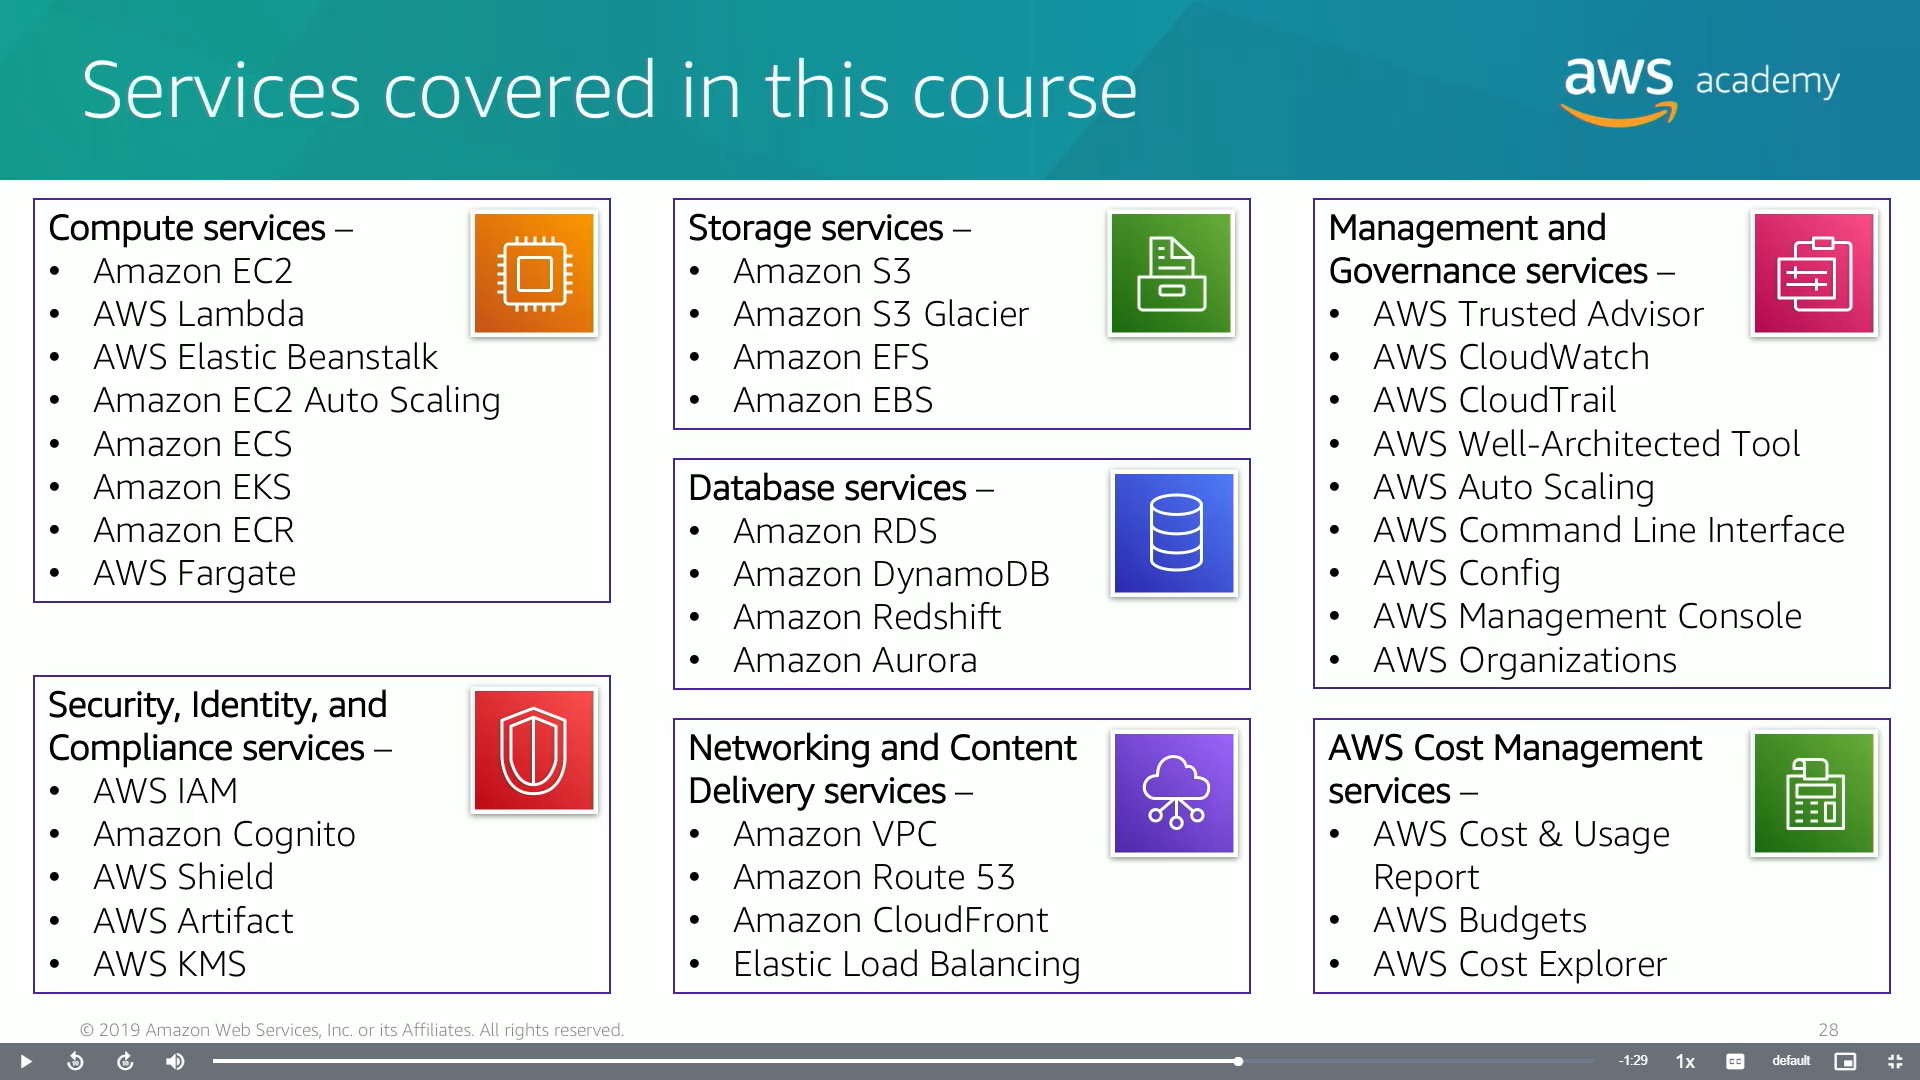 Services covered in this course
aws academy
Compute services –
• Amazon EC2
• AWS Lambda
• AWS Elastic Beanstalk
• Amazon EC2 Auto Scaling
• Amazon ECS
• Amazon EKS
• Amazon ECR
• AWS Fargate
Security, Identity, and
Compliance services –
• AWS IAM
• Amazon Cognito
• AWS Shield
• AWS Artifact
• AWS KMS
Storage services –
• Amazon S3
• Amazon S3 Glacier
• Amazon EFS
• Amazon EBS
Database services –
• Amazon RDS
• Amazon DynamoDB
• Amazon Redshift
• Amazon Aurora
Networking and Content
Delivery services –
• Amazon VPC
• Amazon Route 53
• Amazon CloudFront
• Elastic Load Balancing
Management and
Governance services –
• AWS Trusted Advisor
• AWS CloudWatch
• AWS CloudTrail
• AWS Well-Architected Tool
• AWS Auto Scaling
• AWS Command Line Interface
• AWS Config
• AWS Management Console
• AWS Organizations
AWS Cost Management
services –
• AWS Cost & Usage
Report
• AWS Budgets
• AWS Cost Explorer
© 2019 Amazon Web Services, Inc. or its Affiliates. All rights reserved.
28
-1:29 1x CC default